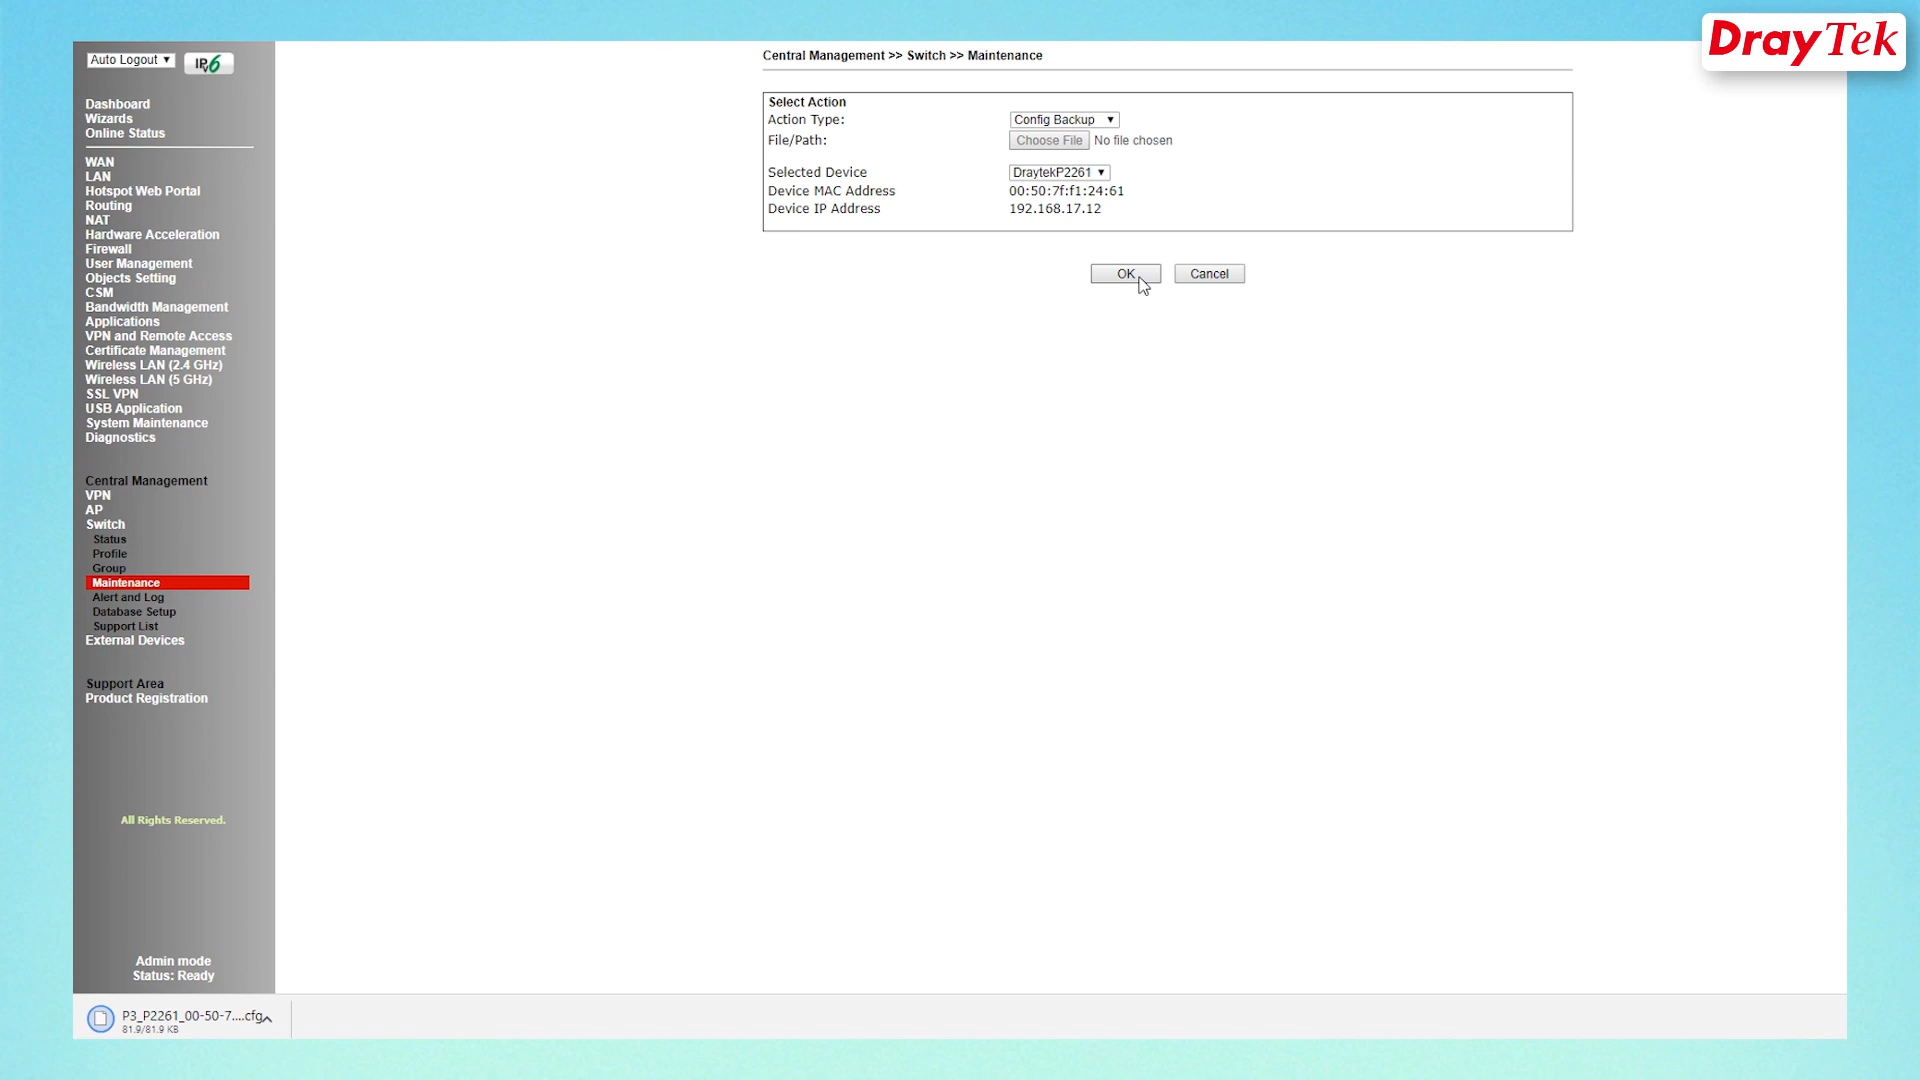 DrayTek
Auto Logout ▼
IPv6
Dashboard
Wizards
Online Status
WAN
LAN
Hotspot Web Portal
Routing
NAT
Hardware Acceleration
Firewall
User Management
Objects Setting
CSM
Bandwidth Management
Applications
VPN and Remote Access
Certificate Management
Wireless LAN (2.4 GHz)
Wireless LAN (5 GHz)
SSL VPN
USB Application
System Maintenance
Diagnostics
Central Management
VPN
AP
Switch
Status
Profile
Group
Maintenance
Alert and Log
Database Setup
Support List
External Devices
Support Area
Product Registration
All Rights Reserved.
Admin mode
Status: Ready
Central Management >> Switch >> Maintenance
Select Action
Action Type: Config Backup ▼
File/Path: Choose File No file chosen
Selected Device DraytekP2261 ▼
Device MAC Address 00:50:7f:f1:24:61
Device IP Address 192.168.17.12
OK Cancel
P3_P2261_00-50-7....cfg
81.9/81.9 KB